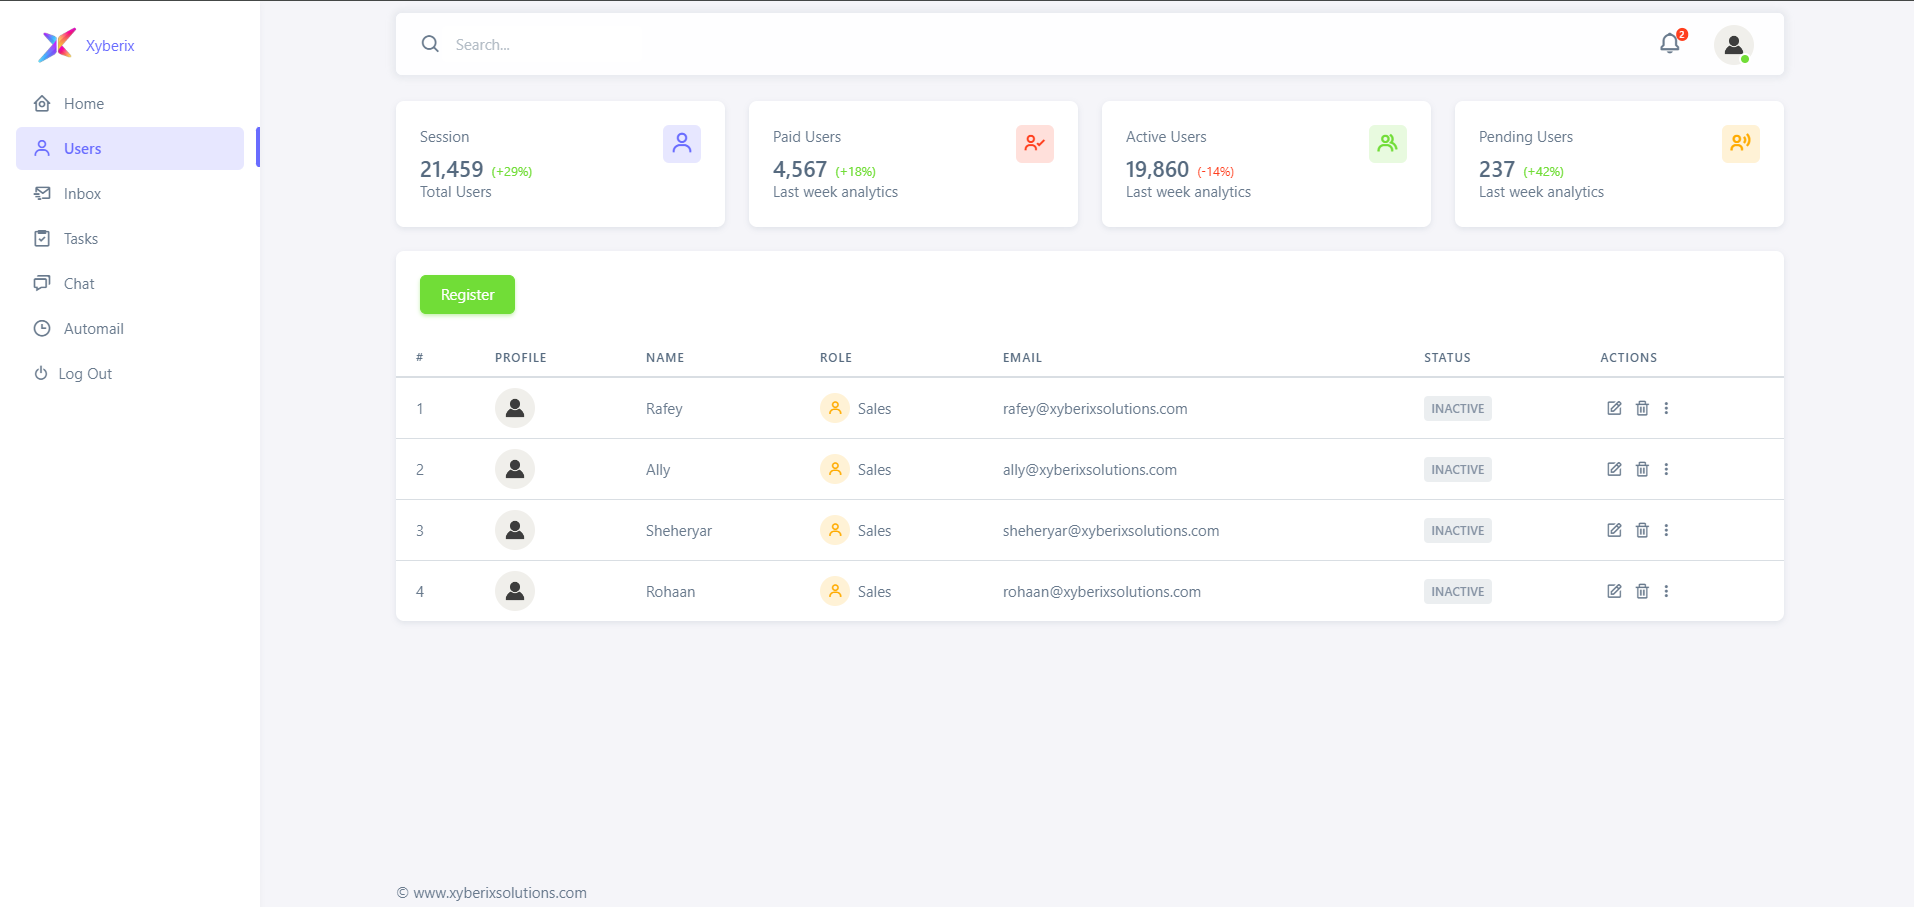 Xyberix
Home
Users
Inbox
Tasks
Chat
Automail
Log Out
Search...
2
Session
21,459 (+29%)
Total Users
Paid Users
4,567 (+18%)
Last week analytics
Active Users
19,860 (-14%)
Last week analytics
Pending Users
237 (+42%)
Last week analytics
Register
# PROFILE NAME ROLE EMAIL STATUS ACTIONS
1 Rafey Sales rafey@xyberixsolutions.com INACTIVE
2 Ally Sales ally@xyberixsolutions.com INACTIVE
3 Sheheryar Sales sheheryar@xyberixsolutions.com INACTIVE
4 Rohaan Sales rohaan@xyberixsolutions.com INACTIVE
© www.xyberixsolutions.com